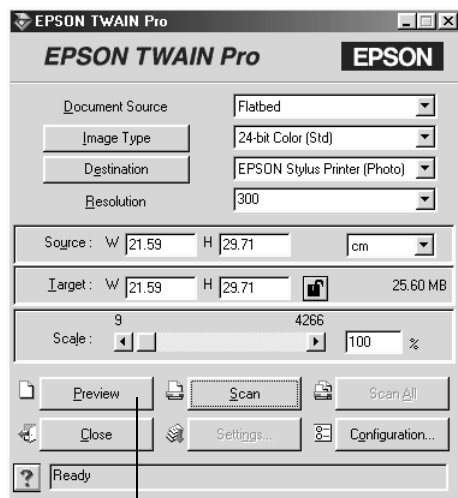 EPSON TWAIN Pro
EPSON TWAIN Pro EPSON
Document Source Flatbed
Image Type 24-bit Color (Std)
Destination EPSON Stylus Printer (Photo)
Resolution 300
Source: W 21.59 H 29.71 cm
Target: W 21.59 H 29.71 25.60 MB
9 4266
Scale: 100 %
Preview Scan Scan All
Close Settings... Configuration...
? Ready